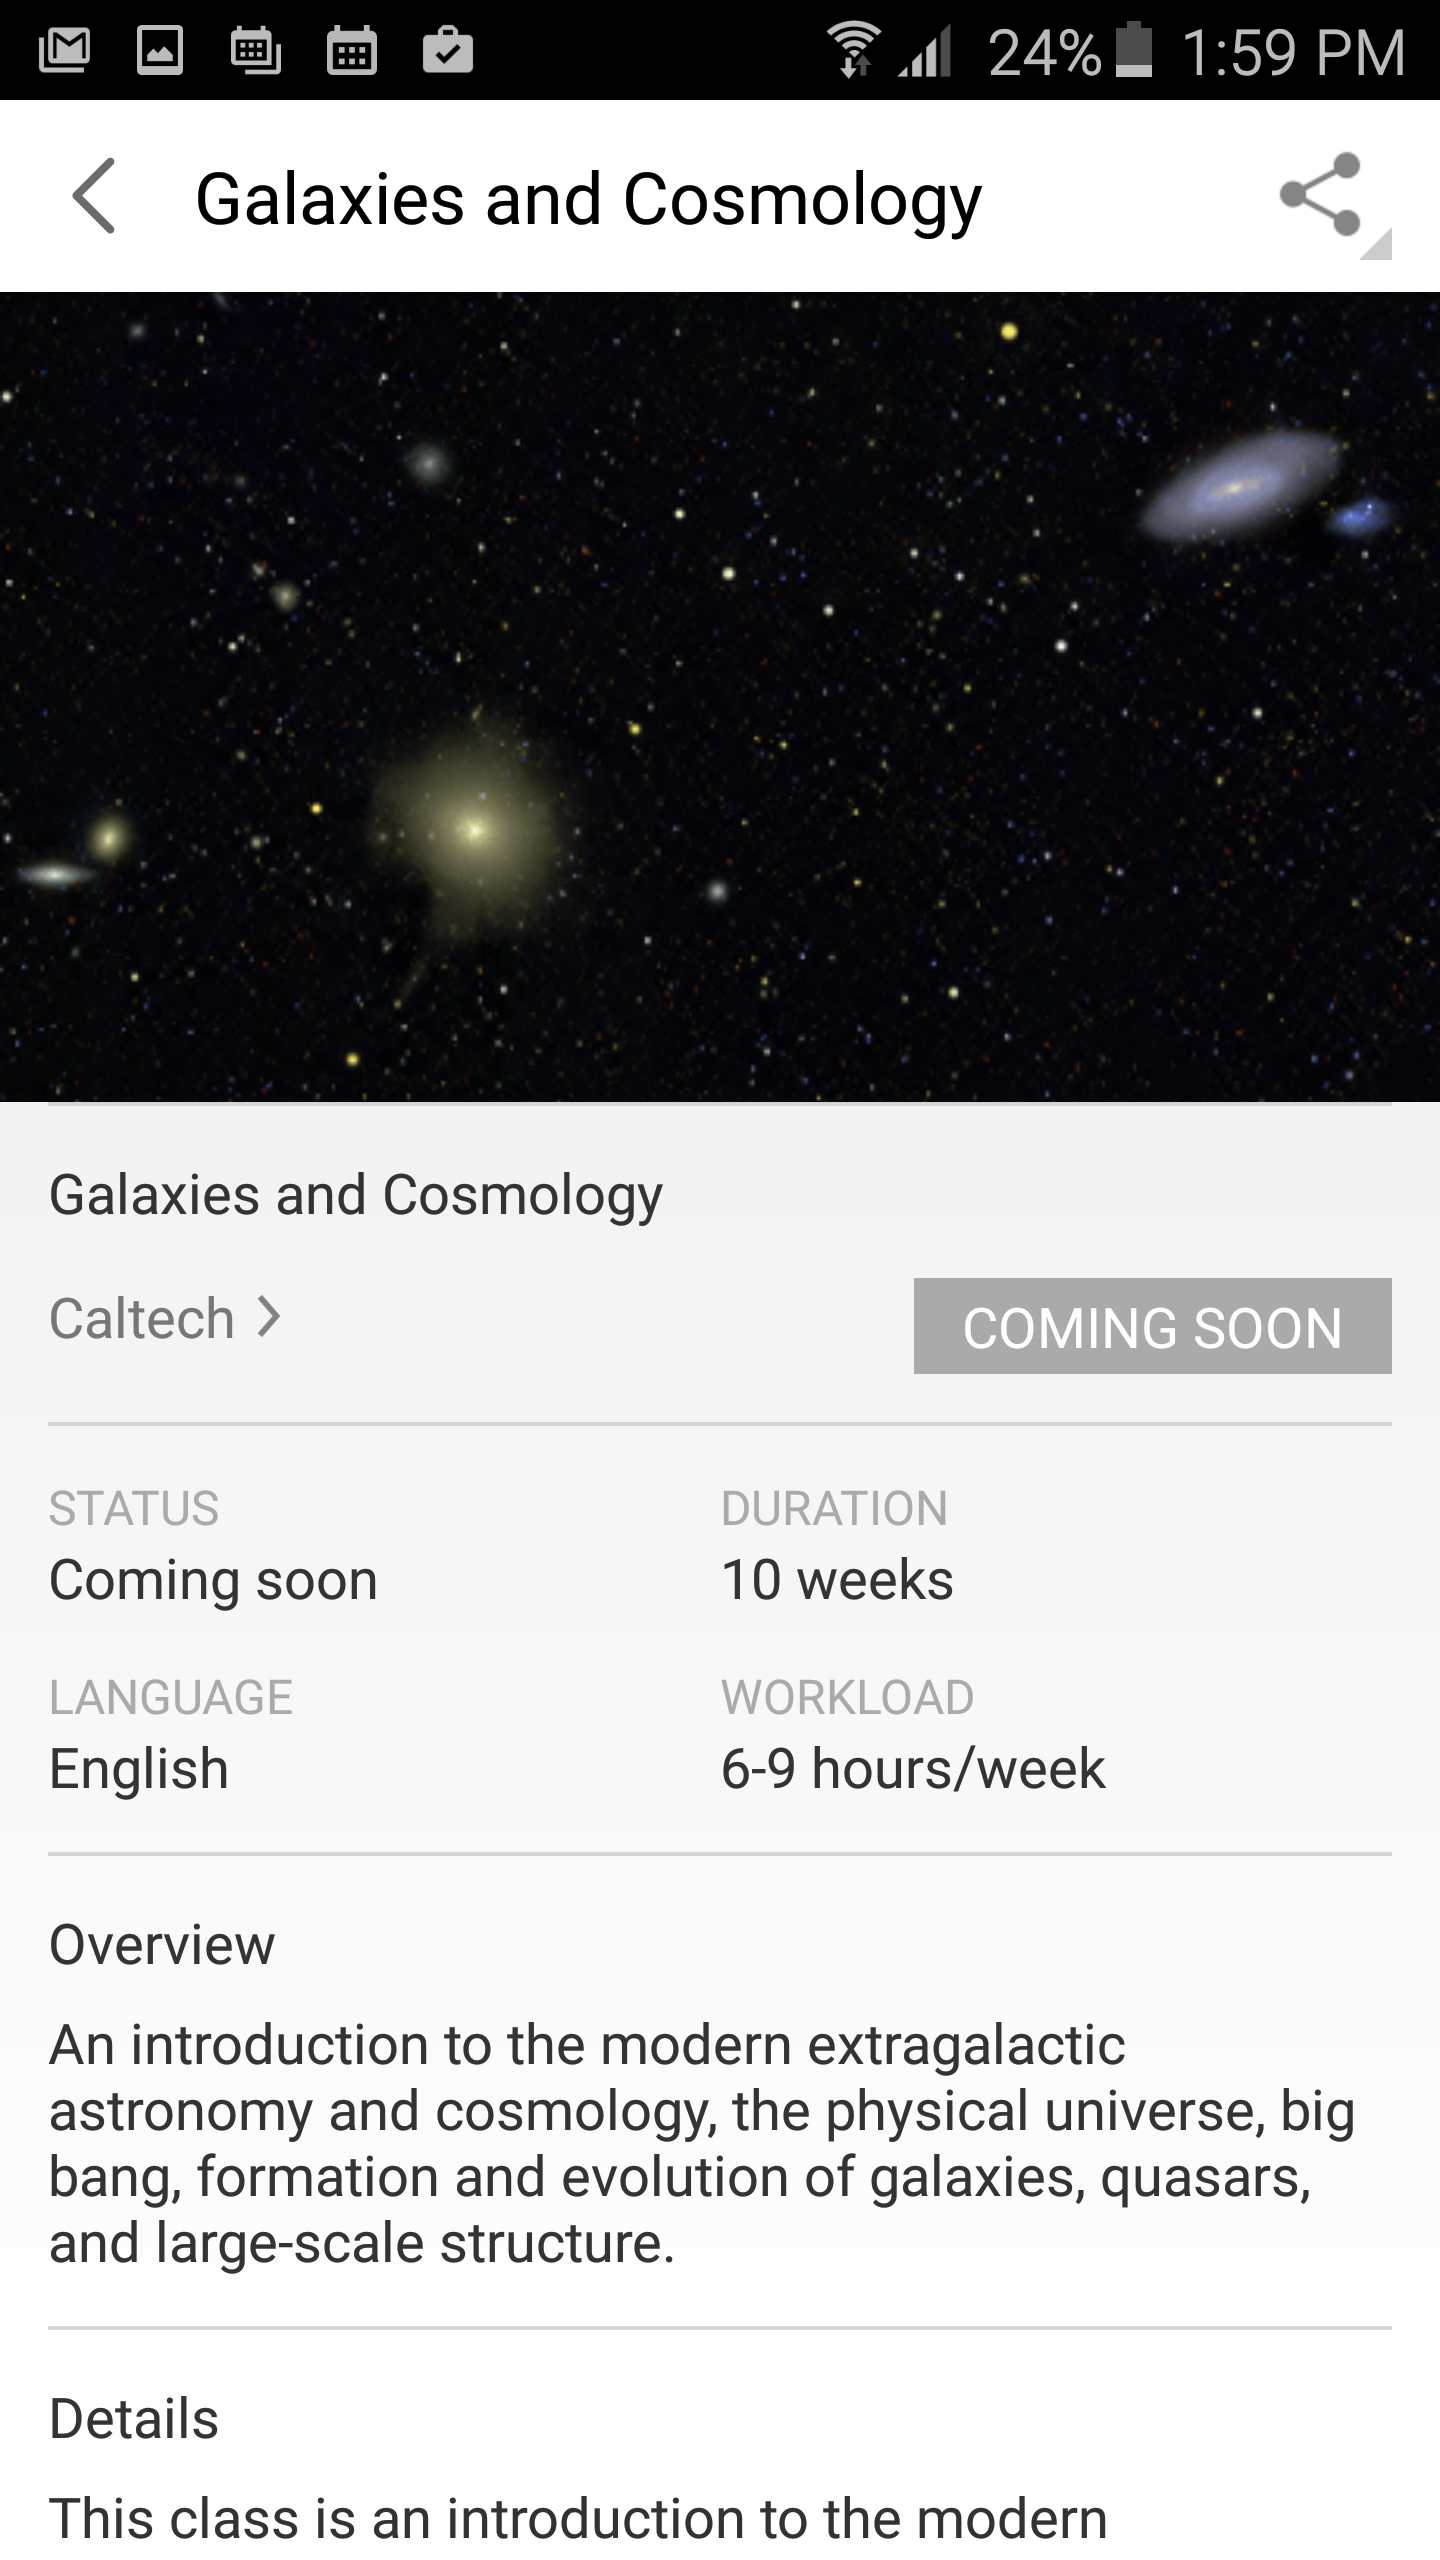 24% 1:59 PM
Galaxies and Cosmology
Galaxies and Cosmology
Caltech
COMING SOON
STATUS
Coming soon
DURATION
10 weeks
LANGUAGE
English
WORKLOAD
6-9 hours/week
Overview
An introduction to the modern extragalactic
astronomy and cosmology, the physical universe, big
bang, formation and evolution of galaxies, quasars,
and large-scale structure.
Details
This class is an introduction to the modern